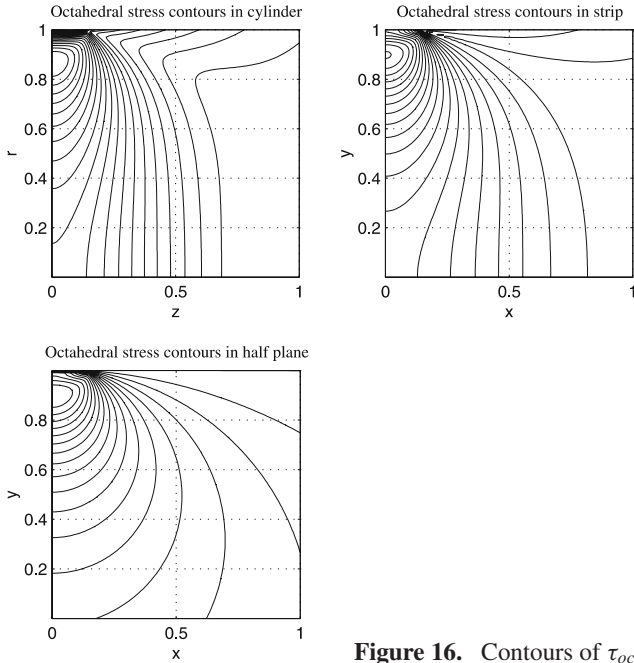 Octahedral stress contours in cylinder
1
0.8
0.6
0.4
0.2
r
0
0.5
1
z
Octahedral stress contours in strip
1
0.8
0.6
0.4
0.2
y
0
0.5
1
x
Octahedral stress contours in half plane
0.8
0.6
0.4
0.2
y
0
0.5
1
x
Figure 16. Contours of τoc